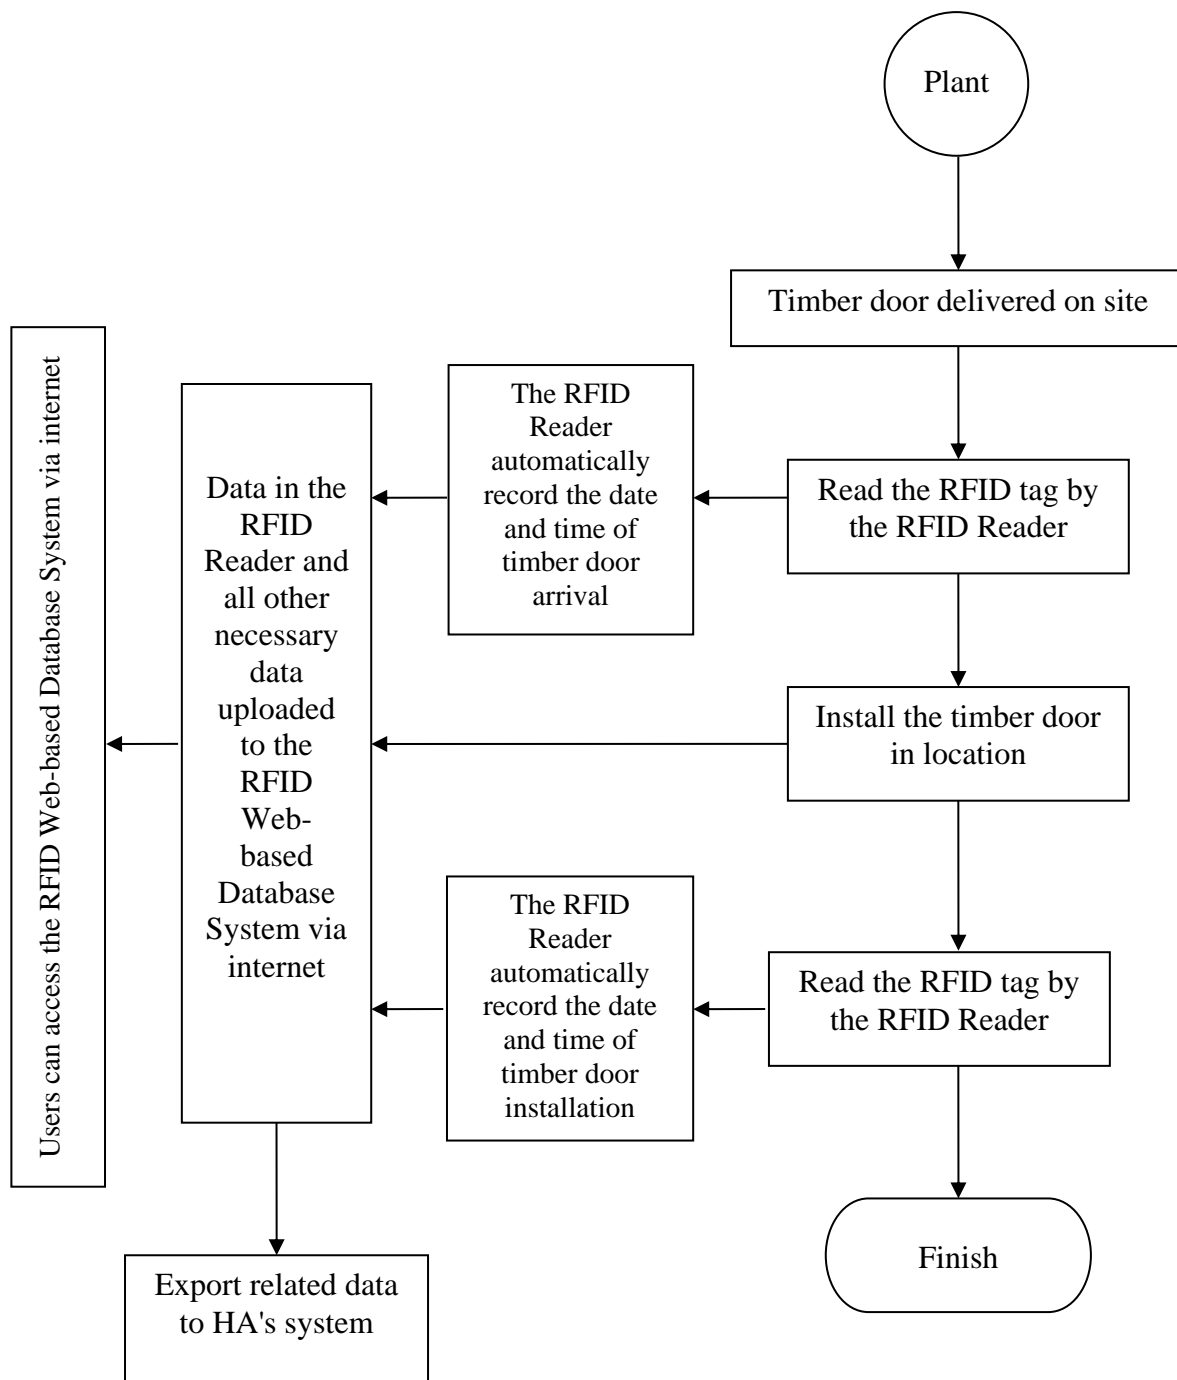 Plant
Timber door delivered on site
Users can access the RFID Web-based Database System via internet
Data in the
RFID
Reader and
all other
necessary
data
uploaded
to the
RFID
Web-
based
Database
System via
internet
The RFID
Reader
automatically
record the date
and time of
timber door
arrival
Read the RFID tag by
the RFID Reader
Install the timber door
in location
The RFID
Reader
automatically
record the date
and time of
timber door
installation
Read the RFID tag by
the RFID Reader
Export related data
to HA's system
Finish